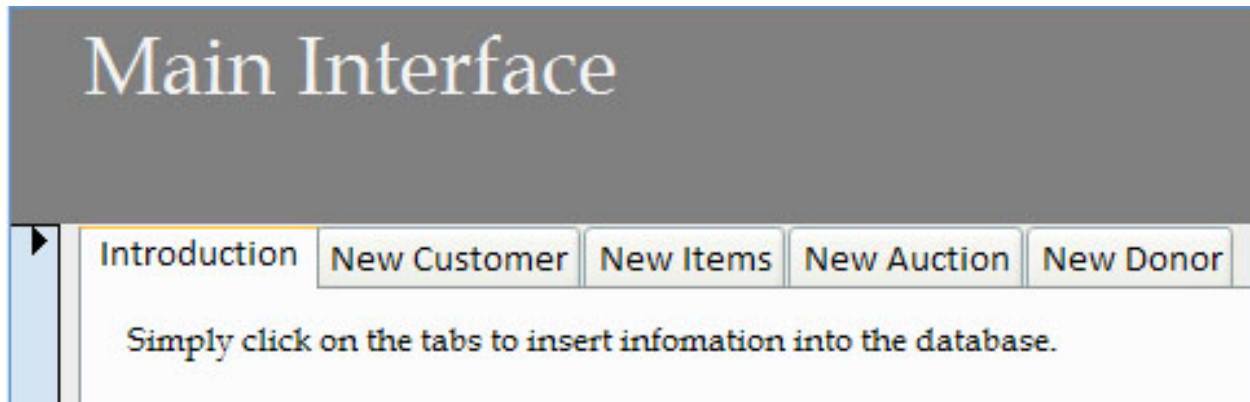 Main Interface
Introduction New Customer New Items New Auction New Donor
Simply click on the tabs to insert infomation into the database.